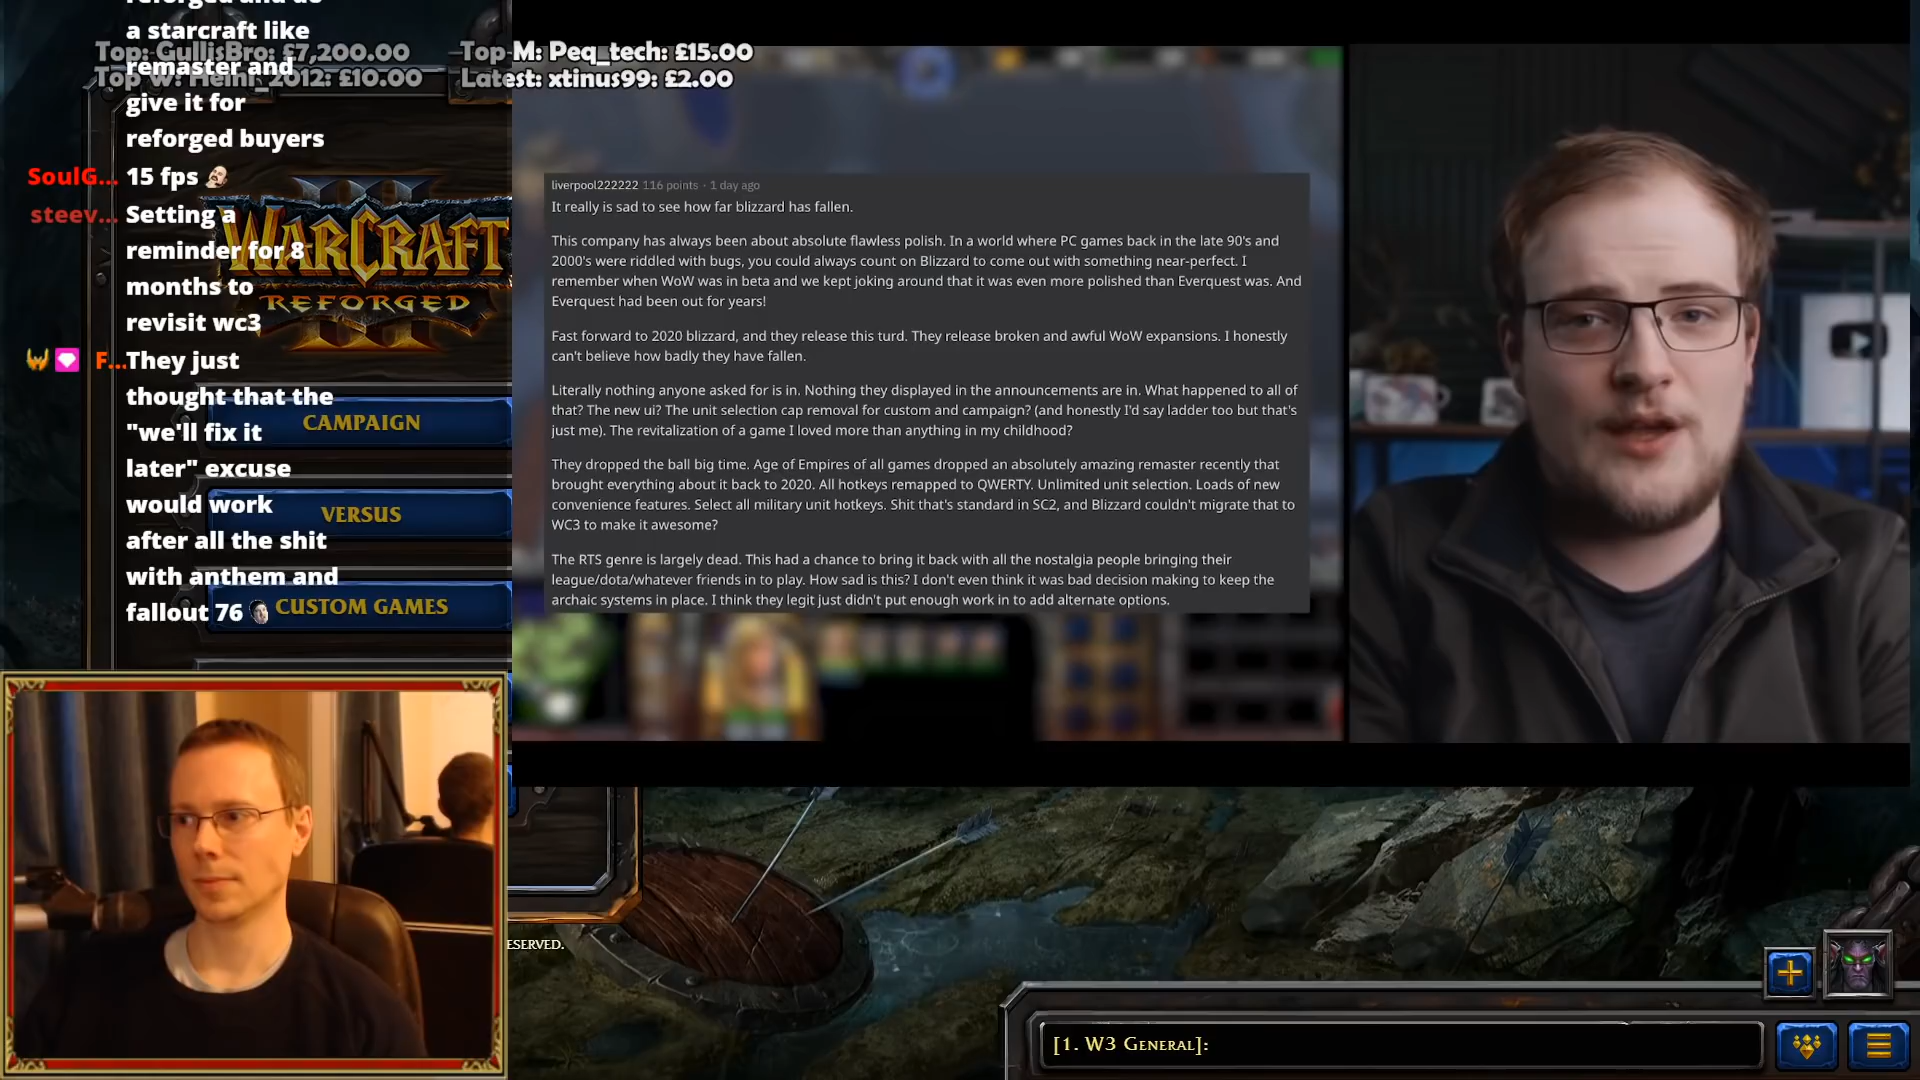 reforged and do
a starcraft like
remaster and
give it for
reforged buyers
Top: GullisBro: £7,200.00
Top M: Peq_tech: £15.00
Top W: Heini_2012: £10.00
Latest: xtinus99: £2.00
SoulG... 15 fps
steev... Setting a
reminder for 8
months to
revisit wc3
F... They just
thought that the
"we'll fix it
later" excuse
would work
after all the shit
with anthem and
fallout 76
WARCRAFT
III
REFORGED
CAMPAIGN
VERSUS
CUSTOM GAMES
liverpool222222 116 points · 1 day ago
It really is sad to see how far blizzard has fallen.
This company has always been about absolute flawless polish. In a world where PC games back in the late 90's and
2000's were riddled with bugs, you could always count on Blizzard to come out with something near-perfect. I
remember when WoW was in beta and we kept joking around that it was even more polished than Everquest was. And
Everquest had been out for years!
Fast forward to 2020 blizzard, and they release this turd. They release broken and awful WoW expansions. I honestly
can't believe how badly they have fallen.
Literally nothing anyone asked for is in. Nothing they displayed in the announcements are in. What happened to all of
that? The new ui? The unit selection cap removal for custom and campaign? (and honestly I'd say ladder too but that's
just me). The revitalization of a game I loved more than anything in my childhood?
They dropped the ball big time. Age of Empires of all games dropped an absolutely amazing remaster recently that
brought everything about it back to 2020. All hotkeys remapped to QWERTY. Unlimited unit selection. Loads of new
convenience features. Select all military unit hotkeys. Shit that's standard in SC2, and Blizzard couldn't migrate that to
WC3 to make it awesome?
The RTS genre is largely dead. This had a chance to bring it back with all the nostalgia people bringing their
league/dota/whatever friends in to play. How sad is this? I don't even think it was bad decision making to keep the
archaic systems in place. I think they legit just didn't put enough work in to add alternate options.
ESERVED.
[1. W3 GENERAL]: